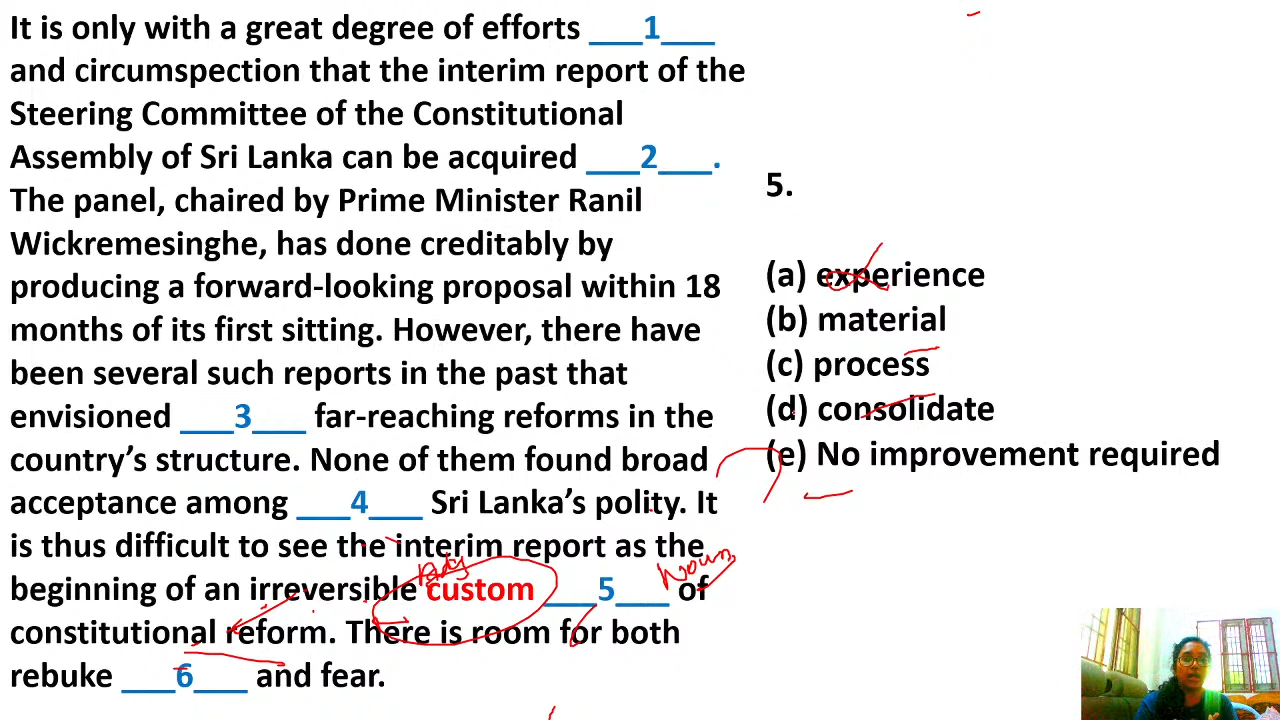 It is only with a great degree of efforts ___1___
and circumspection that the interim report of the
Steering Committee of the Constitutional
Assembly of Sri Lanka can be acquired ___2___.
The panel, chaired by Prime Minister Ranil
Wickremesinghe, has done creditably by
producing a forward-looking proposal within 18
months of its first sitting. However, there have
been several such reports in the past that
envisioned ___3___ far-reaching reforms in the
country’s structure. None of them found broad
acceptance among ___4___ Sri Lanka’s polity. It
is thus difficult to see the interim report as the
beginning of an irreversible custom ___5___ of
constitutional reform. There is room for both
rebuke ___6___ and fear.
Noun
5.
(a) experience
(b) material
(c) process
(d) consolidate
(e) No improvement required